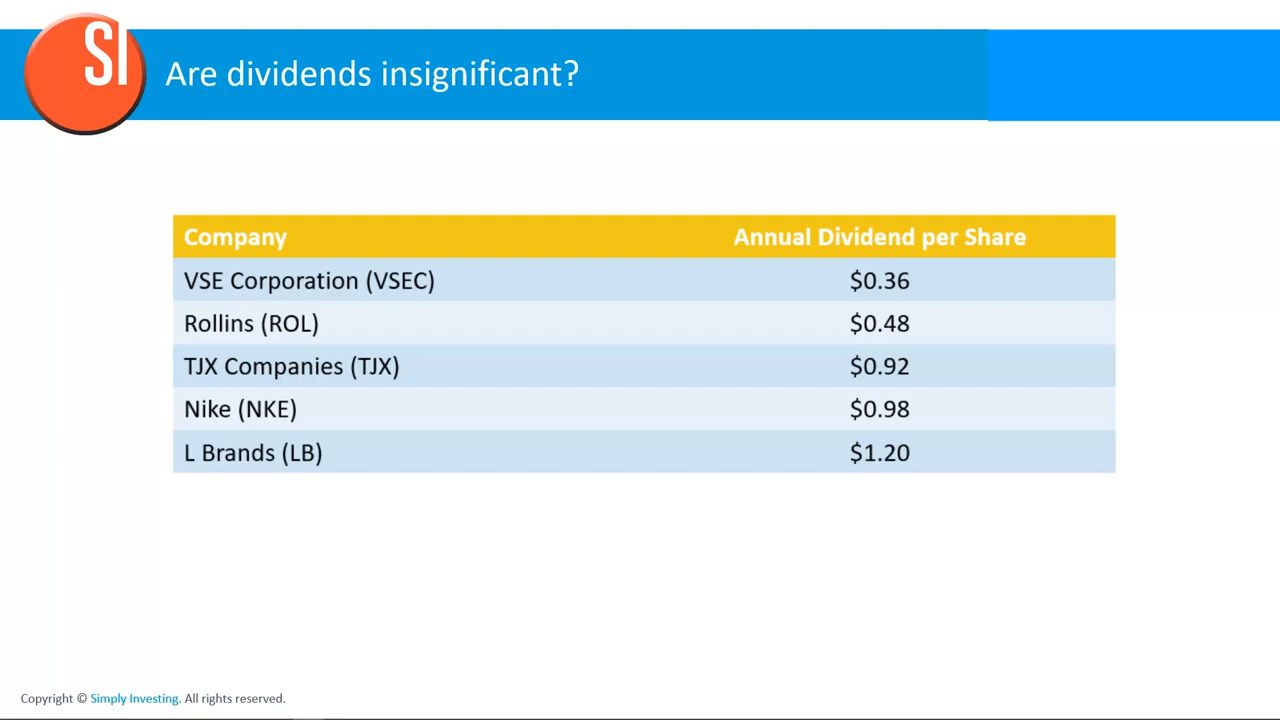 SI
Are dividends insignificant?
Company Annual Dividend per Share
VSE Corporation (VSEC) $0.36
Rollins (ROL) $0.48
TJX Companies (TJX) $0.92
Nike (NKE) $0.98
L Brands (LB) $1.20
Copyright © Simply Investing. All rights reserved.